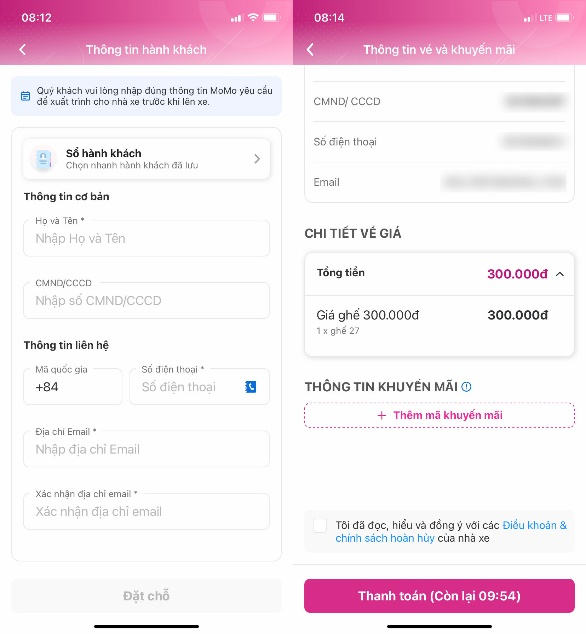 08:12
Thông tin hành khách
Quý khách vui lòng nhập đúng thông tin MoMo yêu cầu
để xuất trình cho nhà xe trước khi lên xe.
Sổ hành khách
Chọn nhanh hành khách đã lưu
Thông tin cơ bản
Họ và Tên *
Nhập Họ và Tên
CMND/CCCD
Nhập số CMND/CCCD
Thông tin liên hệ
Mã quốc gia
+84
Số điện thoại *
Số điện thoại
Địa chỉ Email *
Nhập địa chỉ Email
Xác nhận địa chỉ email *
Xác nhận địa chỉ email
Đặt chỗ
08:14
LTE
Thông tin vé và khuyến mãi
CMND/ CCCD
Số điện thoại
Email
CHI TIẾT VÉ GIÁ
Tổng tiền 300.000đ
Giá ghế 300.000đ 300.000đ
1 x ghế 27
THÔNG TIN KHUYẾN MÃI
+ Thêm mã khuyến mãi
Tôi đã đọc, hiểu và đồng ý với các Điều khoản &
chính sách hoàn hủy của nhà xe
Thanh toán (Còn lại 09:54)